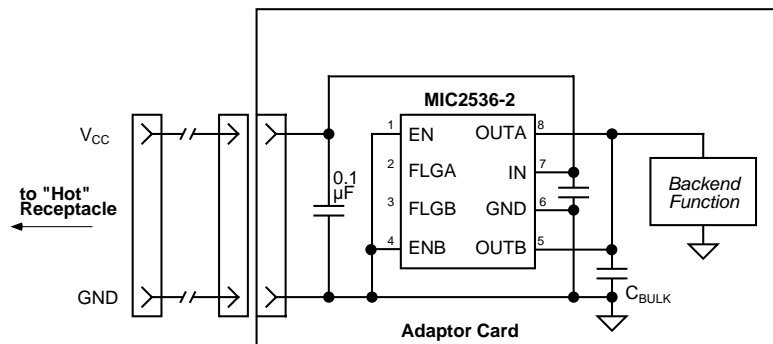 MIC2536-2
VCC
to "Hot"
Receptacle
GND
0.1
µF
1 EN OUTA 8
2 FLGA IN 7
3 FLGB GND 6
4 ENB OUTB 5
Backend
Function
CBULK
Adaptor Card